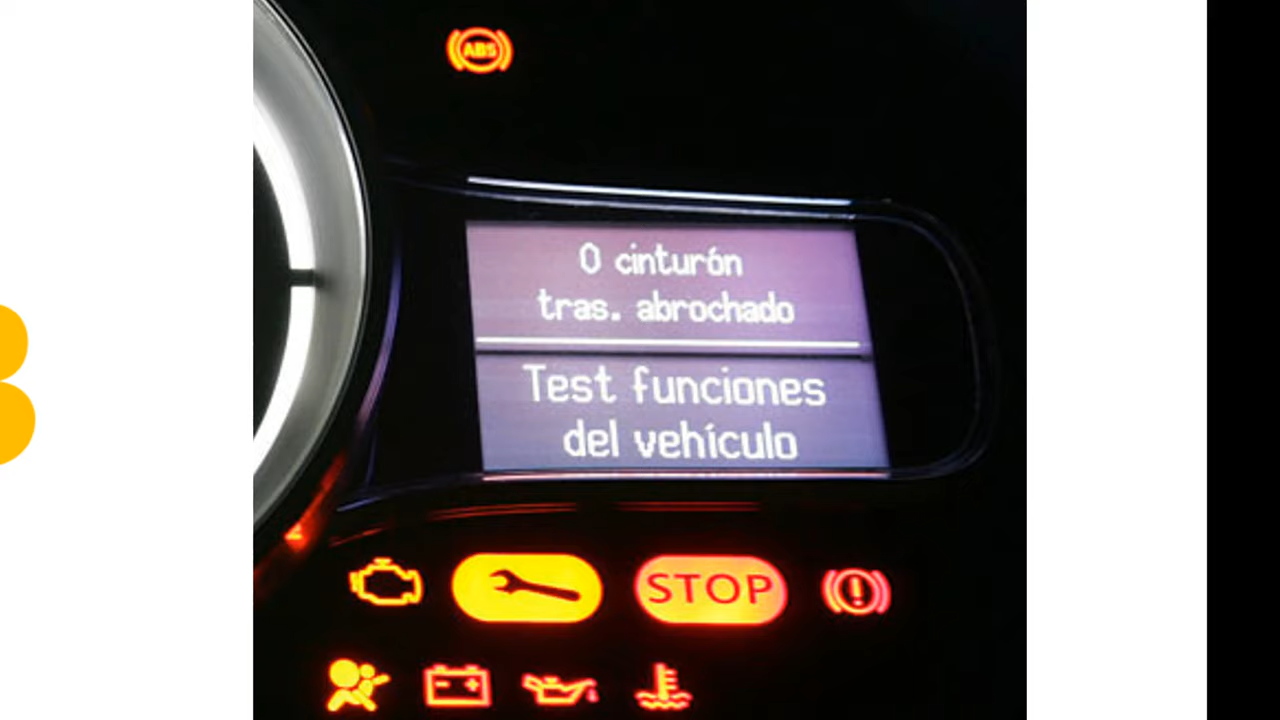 ABS
0 cinturón
tras. abrochado
Test funciones
del vehículo
STOP